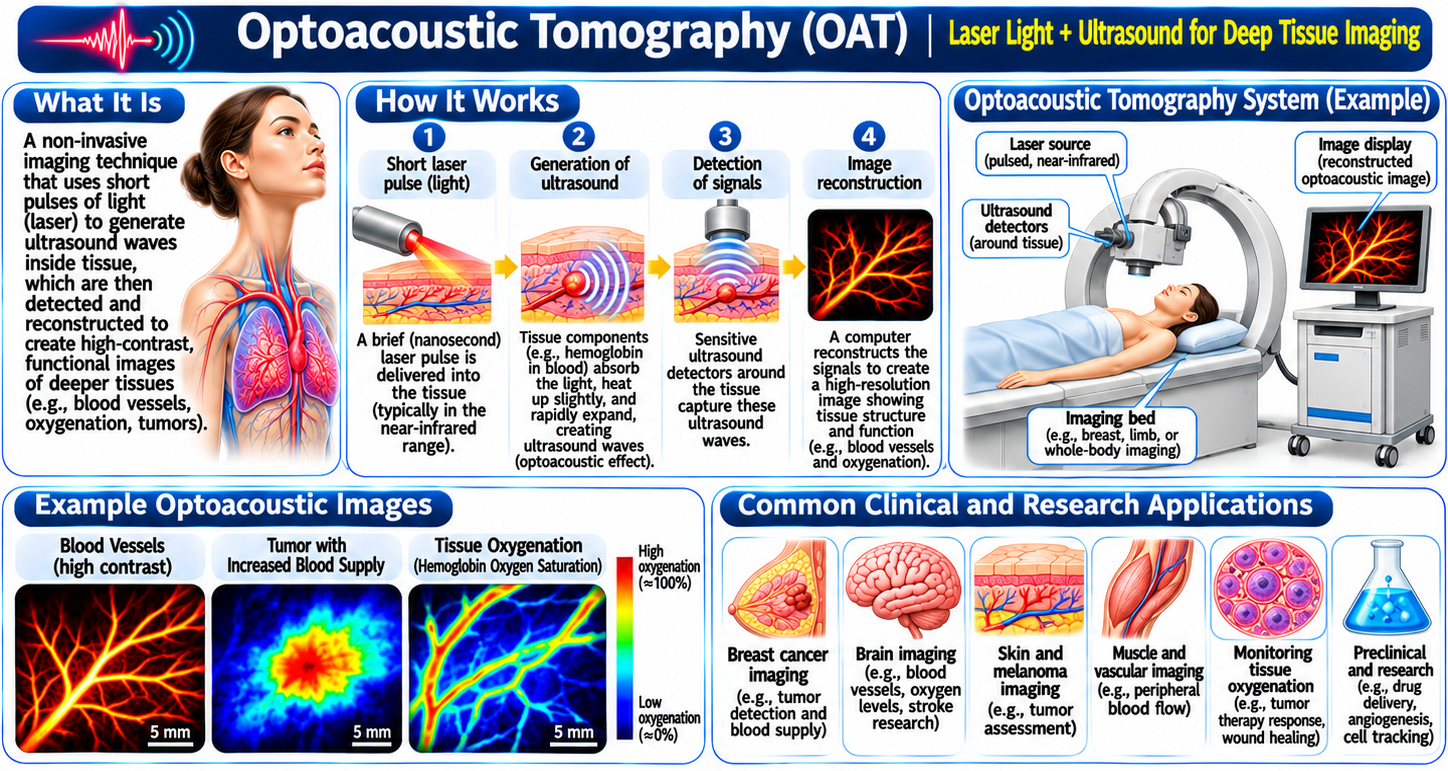 Optoacoustic Tomography (OAT)
Laser Light + Ultrasound for Deep Tissue Imaging
What It Is
A non-invasive
imaging technique
that uses short
pulses of light
(laser) to generate
ultrasound waves
inside tissue,
which are then
detected and
reconstructed to
create high-contrast,
functional images
of deeper tissues
(e.g., blood vessels,
oxygenation, tumors).
How It Works
1
Short laser
pulse (light)
A brief (nanosecond)
laser pulse is
delivered into
the tissue
(typically in the
near-infrared
range).
2
Generation of
ultrasound
Tissue components
(e.g., hemoglobin
in blood) absorb
the light, heat
up slightly, and
rapidly expand,
creating
ultrasound waves
(optoacoustic effect).
3
Detection
of signals
Sensitive
ultrasound
detectors around
the tissue
capture these
ultrasound
waves.
4
Image
reconstruction
A computer
reconstructs the
signals to create
a high-resolution
image showing
tissue structure
and function
(e.g., blood vessels
and oxygenation).
Optoacoustic Tomography System (Example)
Laser source
(pulsed, near-infrared)
Ultrasound
detectors
(around tissue)
Image display
(reconstructed
optoacoustic image)
Imaging bed
(e.g., breast, limb, or
whole-body imaging)
Example Optoacoustic Images
Blood Vessels
(high contrast)
5 mm
Tumor with
Increased Blood Supply
5 mm
Tissue Oxygenation
(Hemoglobin Oxygen Saturation)
5 mm
High
oxygenation
(≈100%)
Low
oxygenation
(≈0%)
Common Clinical and Research Applications
Breast cancer
imaging
(e.g., tumor
detection and
blood supply)
Brain imaging
(e.g., blood
vessels, oxygen
levels, stroke
research)
Skin and
melanoma
imaging
(e.g., tumor
assessment)
Muscle and
vascular imaging
(e.g., peripheral
blood flow)
Monitoring
tissue
oxygenation
(e.g., tumor
therapy response,
wound healing)
Preclinical
and research
(e.g., drug
delivery,
angiogenesis,
cell tracking)